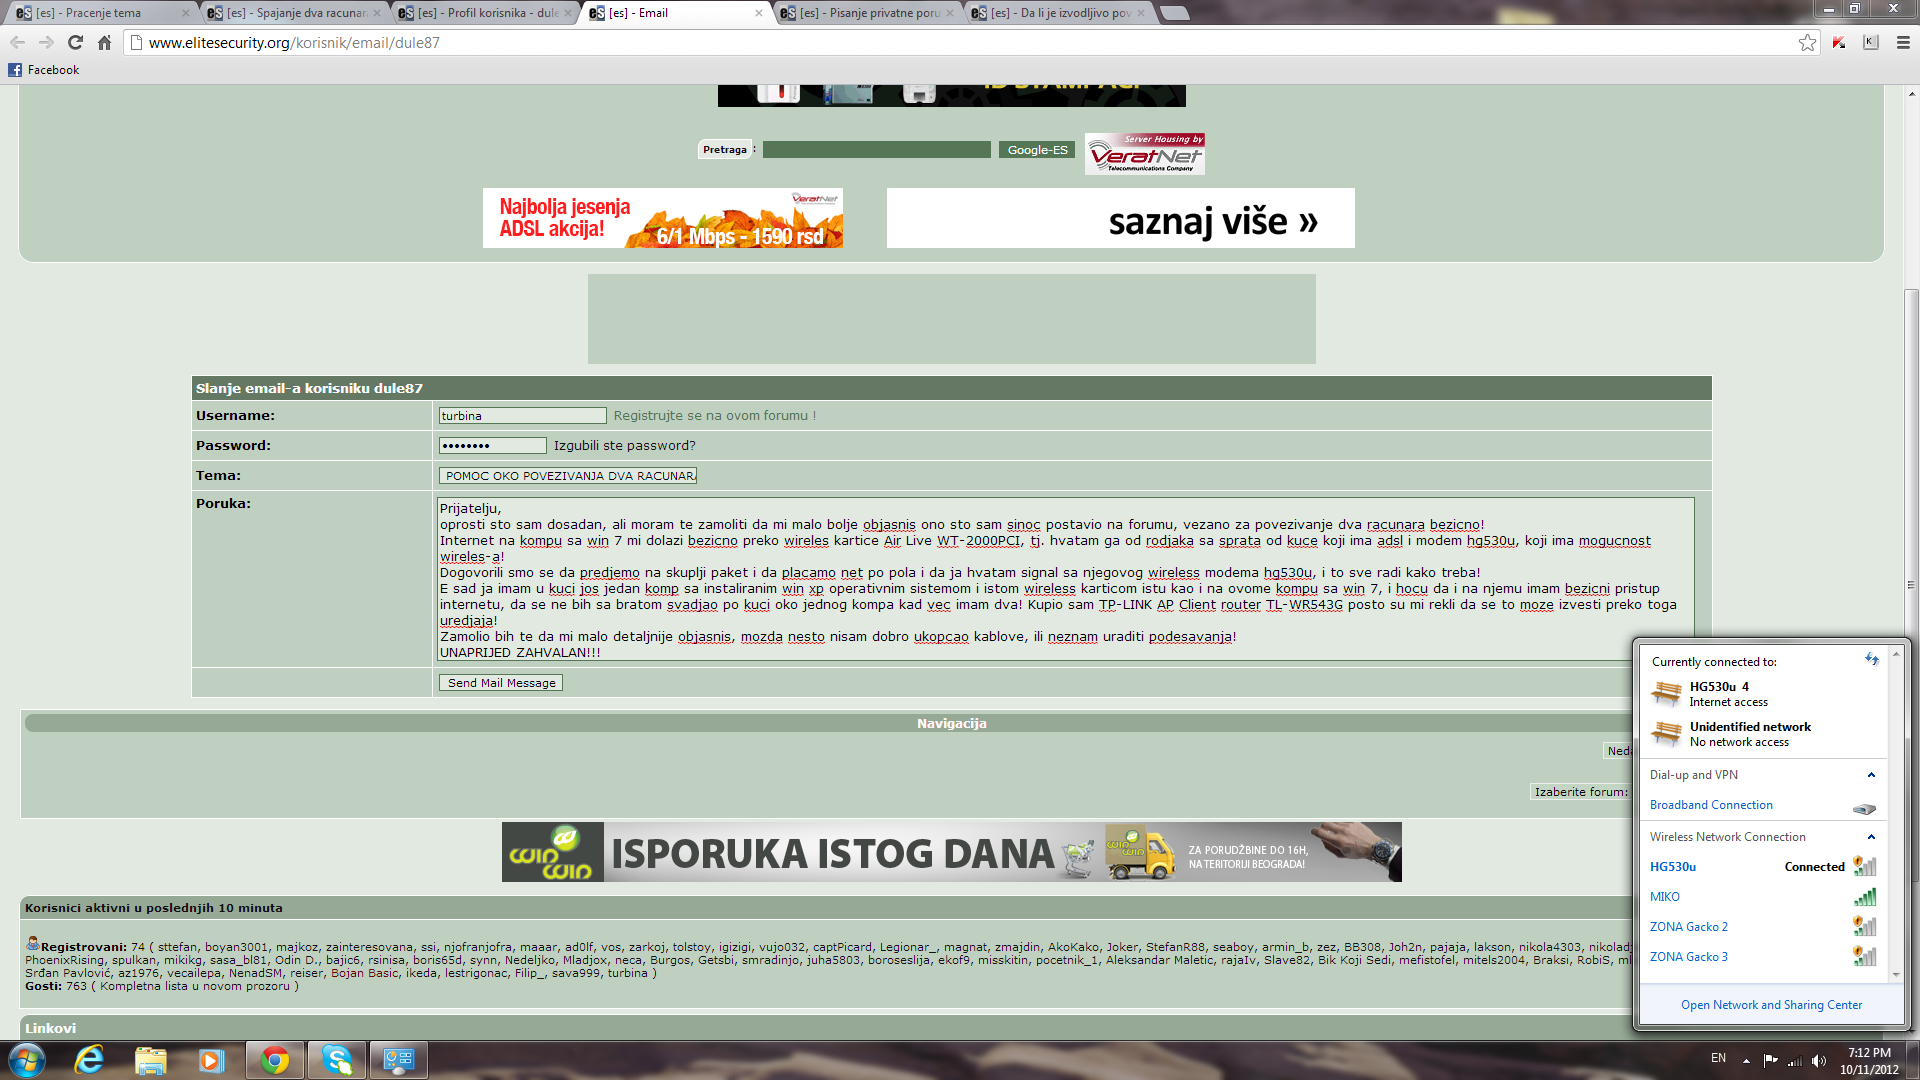 [es] - Pracenje tema
[es] - Spajanje dva racunar
[es] - Profil korisnika - dule
[es] - Email
[es] - Pisanje privatne poru
[es] - Da li je izvodljivo pov
www.elitesecurity.org/korisnik/email/dule87
Facebook
Pretraga :
Google-ES
Server Housing by
VeratNet
Telecommunications Company
Najbolja jesenja
ADSL akcija!
VeratNet
6/1 Mbps - 1590 rsd
saznaj više »
Slanje email-a korisniku dule87
Username:
turbina
Registrujte se na ovom forumu !
Password:
••••••••
Izgubili ste password?
Tema:
POMOC OKO POVEZIVANJA DVA RACUNARA
Poruka:
Prijatelju,
oprosti sto sam dosadan, ali moram te zamoliti da mi malo bolje objasnis ono sto sam sinoc postavio na forumu, vezano za povezivanje dva racunara bezicno!
Internet na kompu sa win 7 mi dolazi bezicno preko wireles kartice Air Live WT-2000PCI, tj. hvatam ga od rodjaka sa sprata od kuce koji ima adsl i modem hg530u, koji ima mogucnost
wireles-a!
Dogovorili smo se da predjemo na skuplji paket i da placamo net po pola i da ja hvatam signal sa njegovog wireless modema hg530u, i to sve radi kako treba!
E sad ja imam u kuci jos jedan komp sa instaliranim win xp operativnim sistemom i istom wireless karticom istu kao i na ovome kompu sa win 7, i hocu da i na njemu imam bezicni pristup
internetu, da se ne bih sa bratom svadjao po kuci oko jednog kompa kad vec imam dva! Kupio sam TP-LINK AP Client router TL-WR543G posto su mi rekli da se to moze izvesti preko toga
uredjaja!
Zamolio bih te da mi malo detaljnije objasnis, mozda nesto nisam dobro ukopcao kablove, ili neznam uraditi podesavanja!
UNAPRIJED ZAHVALAN!!!
Send Mail Message
Navigacija
Neda
Izaberite forum:
WIN WIN
ISPORUKA ISTOG DANA
WIN WIN
ZA PORUDŽBINE DO 16H,
NA TERITORIJI BEOGRADA!
Korisnici aktivni u poslednjih 10 minuta
Registrovani: 74 ( sttefan, boyan3001, majkoz, zainteresovana, ssi, njofranjofra, maaar, ad0lf, vos, zarkoj, tolstoy, igizigi, vujo032, captPicard, Legionar_, magnat, zmajdin, AkoKako, Joker, StefanR88, seaboy, armin_b, zez, BB308, Joh2n, pajaja, lakson, nikola4303, nikolad
PhoenixRising, spulkan, mikikg, sasa_bl81, Odin D., bajic6, rsinisa, boris65d, synn, Nedeljko, Mladjox, neca, Burgos, Getsbi, smradinjo, juha5803, boroseslija, ekof9, misskitin, pocetnik_1, Aleksandar Maletic, rajaIv, Slave82, Bik Koji Sedi, mefistofel, mitels2004, Braksi, RobiS, mi
Srđan Pavlović, az1976, vecailepa, NenadSM, reiser, Bojan Basic, ikeda, lestrigonac, Filip_, sava999, turbina )
Gosti: 763 ( Kompletna lista u novom prozoru )
Linkovi
Currently connected to:
HG530u 4
Internet access
Unidentified network
No network access
Dial-up and VPN
Broadband Connection
Wireless Network Connection
HG530u
Connected
MIKO
ZONA Gacko 2
ZONA Gacko 3
Open Network and Sharing Center
EN
7:12 PM
10/11/2012